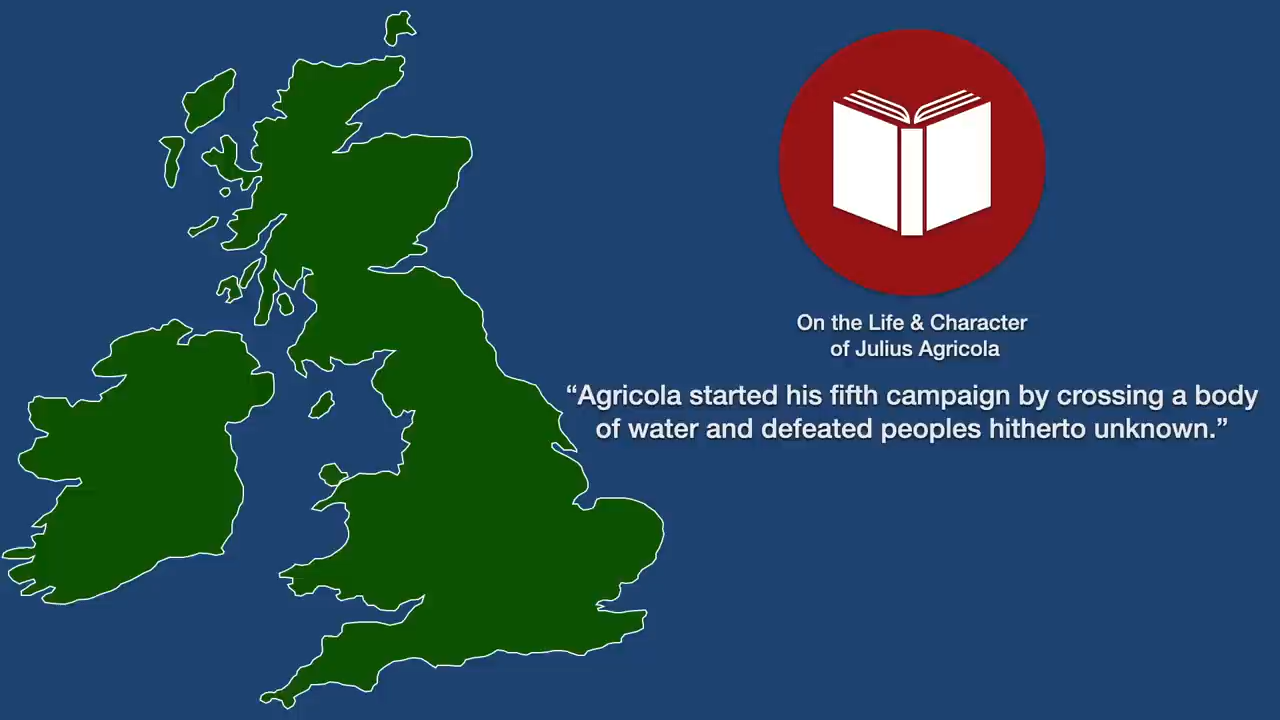 On the Life & Character
of Julius Agricola
“Agricola started his fifth campaign by crossing a body
of water and defeated peoples hitherto unknown.”